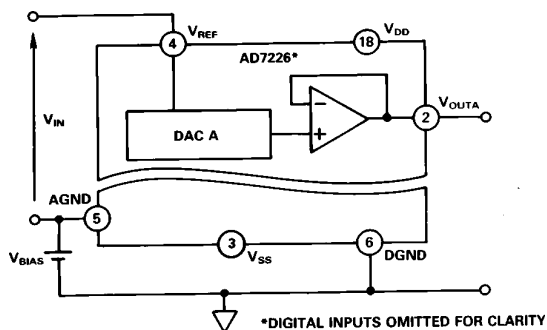 4
VREF
18
VDD
AD7226*
VIN
DAC A
−
+
2
VOUTA
AGND
5
VBIAS
3
VSS
6
DGND
*DIGITAL INPUTS OMITTED FOR CLARITY